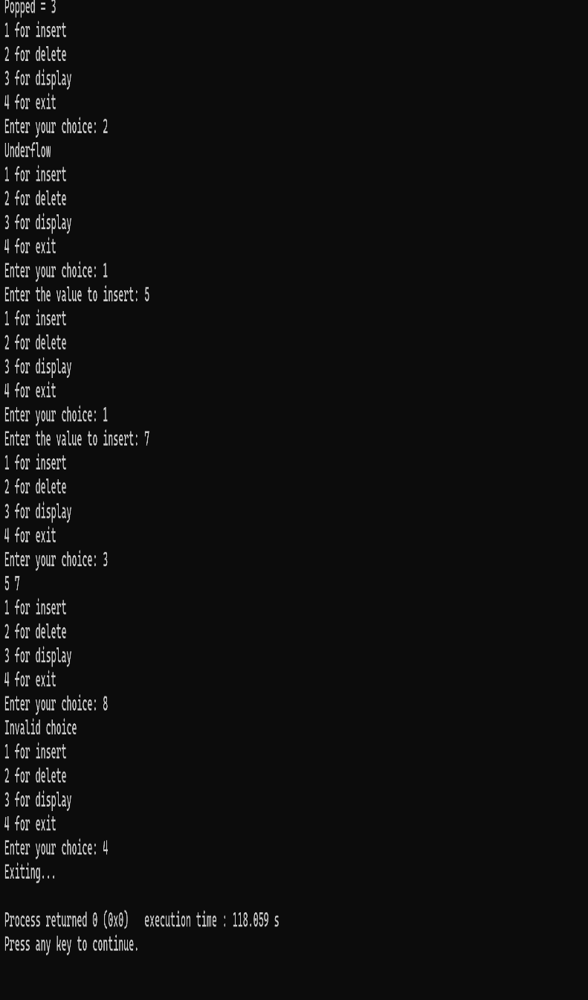 Popped = 3
1 for insert
2 for delete
3 for display
4 for exit
Enter your choice: 2
Underflow
1 for insert
2 for delete
3 for display
4 for exit
Enter your choice: 1
Enter the value to insert: 5
1 for insert
2 for delete
3 for display
4 for exit
Enter your choice: 1
Enter the value to insert: 7
1 for insert
2 for delete
3 for display
4 for exit
Enter your choice: 3
5 7
1 for insert
2 for delete
3 for display
4 for exit
Enter your choice: 8
Invalid choice
1 for insert
2 for delete
3 for display
4 for exit
Enter your choice: 4
Exiting...
Process returned 0 (0x0)   execution time : 118.059 s
Press any key to continue.